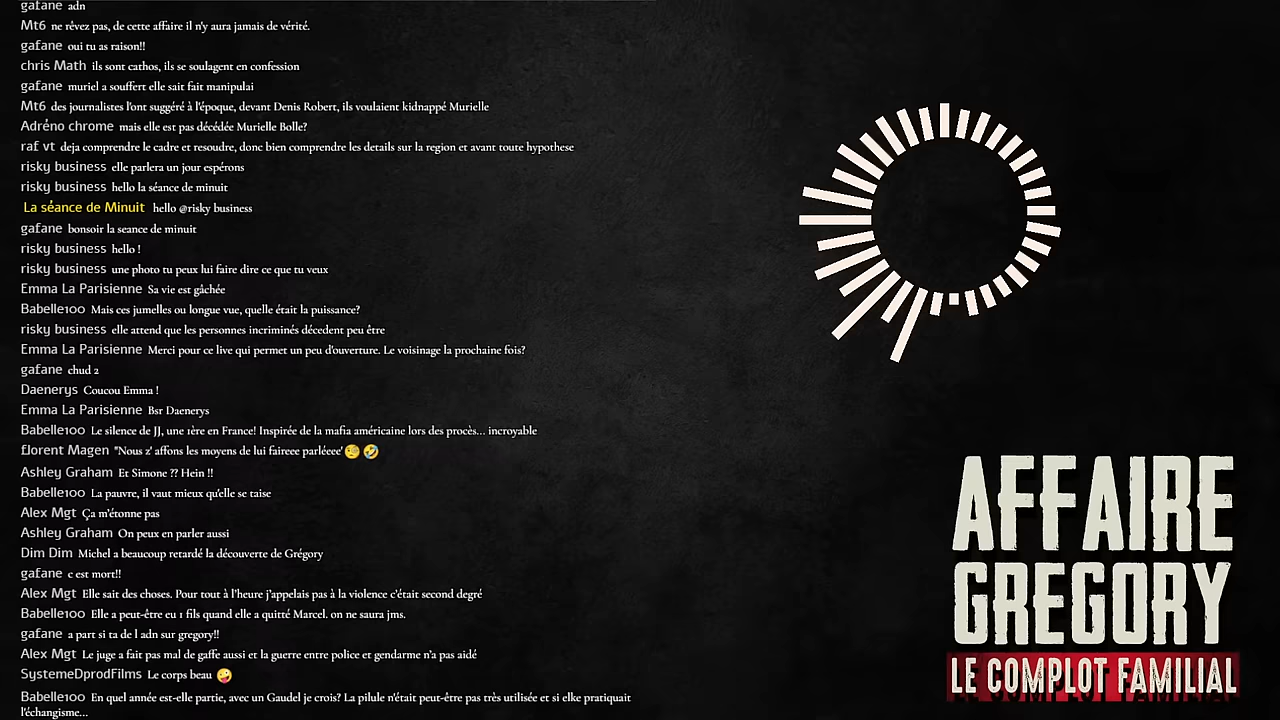 gafane adn
Mt6 ne rêvez pas, de cette affaire il n'y aura jamais de vérité.
gafane oui tu as raison!!
chris Math ils sont cathos, ils se soulagent en confession
gafane muriel a souffert elle sait fait manipulai
Mt6 des journalistes l'ont suggéré à l'époque, devant Denis Robert, ils voulaient kidnappé Murielle
Adréno chrome mais elle est pas décédée Murielle Bolle?
raf vt deja comprendre le cadre et resoudre, donc bien comprendre les details sur la region et avant toute hypothese
risky business elle parlera un jour espérons
risky business hello la séance de minuit
La séance de Minuit hello @risky business
gafane bonsoir la seance de minuit
risky business hello !
risky business une photo tu peux lui faire dire ce que tu veux
Emma La Parisienne Sa vie est gâchée
Babelle100 Mais ces jumelles ou longue vue, quelle était la puissance?
risky business elle attend que les personnes incriminés décedent peu être
Emma La Parisienne Merci pour ce live qui permet un peu d'ouverture. Le voisinage la prochaine fois?
gafane chud 2
Daenerys Coucou Emma !
Emma La Parisienne Bsr Daenerys
Babelle100 Le silence de JJ, une 1ère en France! Inspirée de la mafia américaine lors des procès... incroyable
florent Magen "Nous z' affons les moyens de lui faireee parléeee'🧐🤣
Ashley Graham Et Simone ?? Hein !!
Babelle100 La pauvre, il vaut mieux qu'elle se taise
Alex Mgt Ça m'étonne pas
Ashley Graham On peux en parler aussi
Dim Dim Michel a beaucoup retardé la découverte de Grégory
gafane c est mort!!
Alex Mgt Elle sait des choses. Pour tout à l'heure j'appelais pas à la violence c'était second degré
Babelle100 Elle a peut-être eu 1 fils quand elle a quitté Marcel. on ne saura jms.
gafane a part si ta de l adn sur gregory!!
Alex Mgt Le juge a fait pas mal de gaffe aussi et la guerre entre police et gendarme n'a pas aidé
SystemeDprodFilms Le corps beau 🤪
Babelle100 En quel année est-elle partie, avec un Gaudel je crois? La pilule n'était peut-être pas très utilisée et si elke pratiquait
l'échangisme...
AFFAIRE
GREGORY
LE COMPLOT FAMILIAL